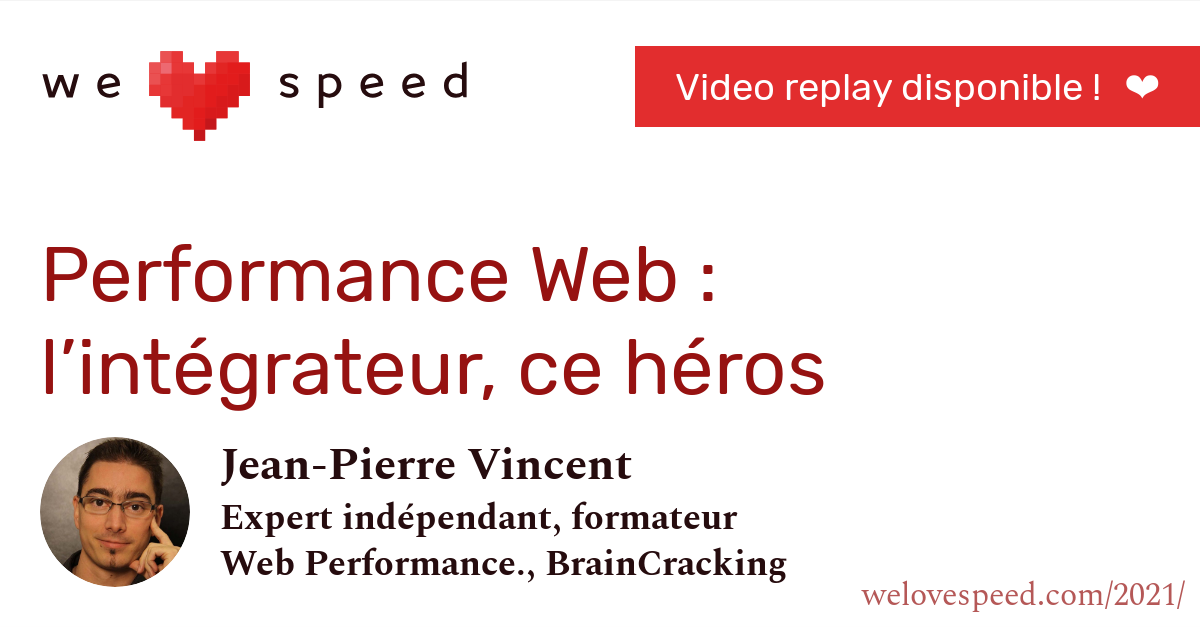 we ❤ speed
Video replay disponible ! ❤
Performance Web :
l’intégrateur, ce héros
Jean-Pierre Vincent
Expert indépendant, formateur
Web Performance., BrainCracking
welovespeed.com/2021/